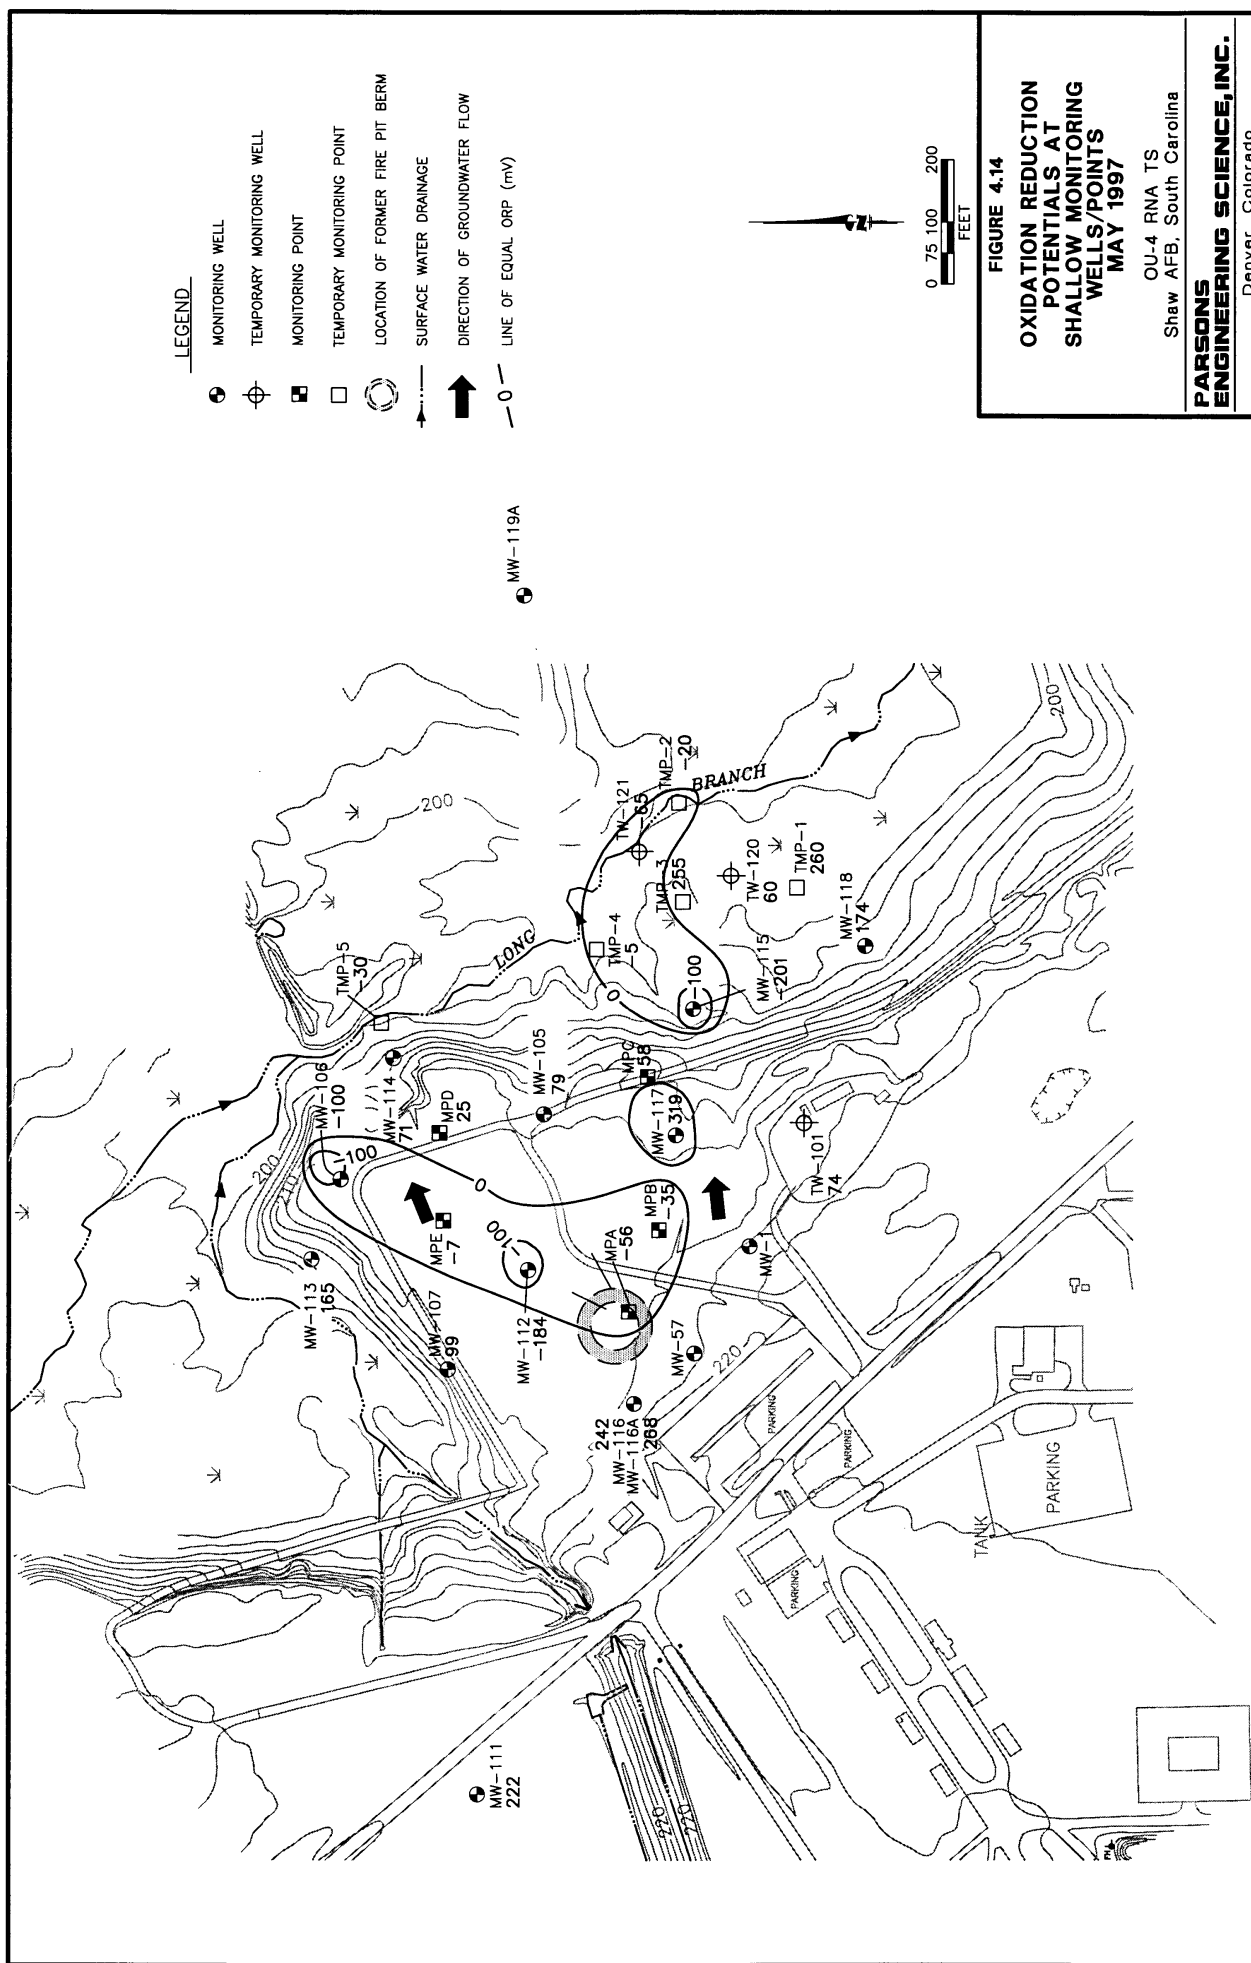 LEGEND
MONITORING WELL
TEMPORARY MONITORING WELL
MONITORING POINT
TEMPORARY MONITORING POINT
LOCATION OF FORMER FIRE PIT BERM
SURFACE WATER DRAINAGE
DIRECTION OF GROUNDWATER FLOW
0
LINE OF EQUAL ORP (mV)
N
0 75 100 200
FEET
FIGURE 4.14
OXIDATION REDUCTION
POTENTIALS AT
SHALLOW MONITORING
WELLS/POINTS
MAY 1997
OU-4 RNA TS
Shaw AFB, South Carolina
PARSONS
ENGINEERING SCIENCE, INC.
Denver, Colorado
MW-119A
200
200
TMP-5
-30
LONG
BRANCH
TW-121
-65
TMP-2
-20
TMP-3
255
TW-120
60
TMP-1
260
TMP-4
-5
0
-100
MW-115
-201
MW-118
174
MW-106
-100
-100
200
210
MW-114
71
MPD
25
MW-105
79
MPC
58
MW-117
319
0
TW-101
74
MW-113
165
MPE
-7
-100
MW-112
-184
MPA
-56
MPB
-35
MW-1
MW-107
99
MW-57
220
242
MW-116
MW-116A
268
PARKING
PARKING
PARKING
PARKING
TANK
MW-111
222
220
220